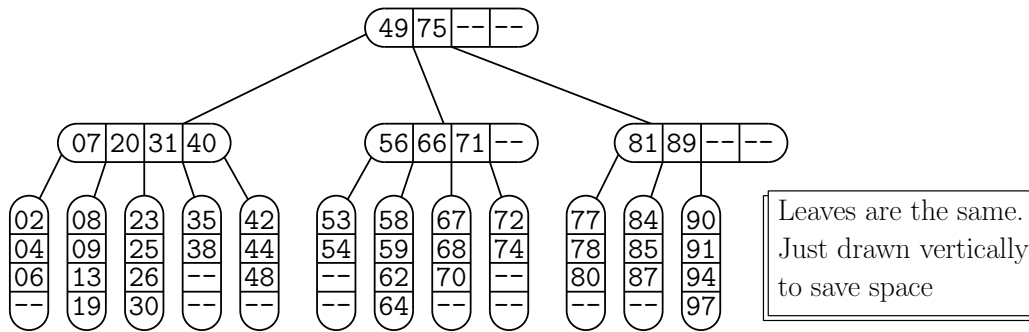 49 75 -- --
07 20 31 40
56 66 71 --
81 89 -- --
02 08 23 35 42 53 58 67 72 77 84 90
04 09 25 38 44 54 59 68 74 78 85 91
06 13 26 -- 48 -- 62 70 -- 80 87 94
-- 19 30 -- -- -- 64 -- -- -- -- 97
Leaves are the same.
Just drawn vertically
to save space